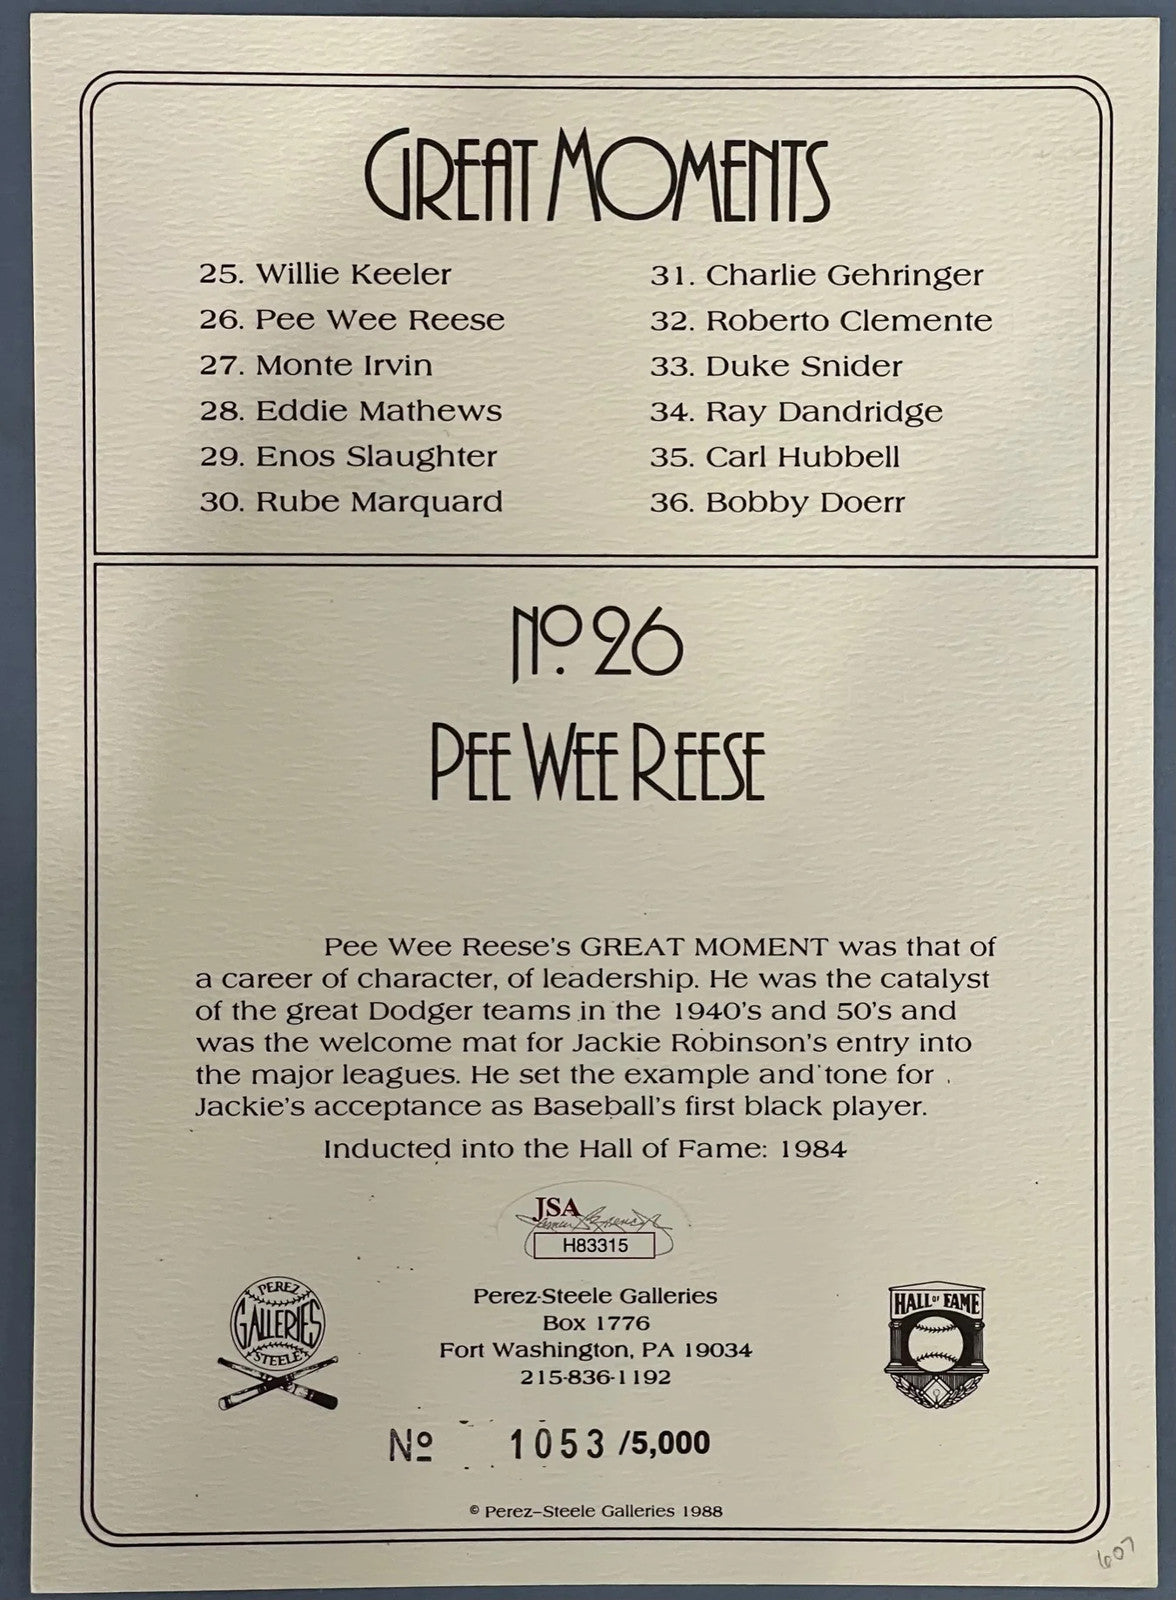 GREAT MOMENTS
25. Willie Keeler
26. Pee Wee Reese
27. Monte Irvin
28. Eddie Mathews
29. Enos Slaughter
30. Rube Marquard
31. Charlie Gehringer
32. Roberto Clemente
33. Duke Snider
34. Ray Dandridge
35. Carl Hubbell
36. Bobby Doerr
No. 26
PEE WEE REESE
Pee Wee Reese's GREAT MOMENT was that of
a career of character, of leadership. He was the catalyst
of the great Dodger teams in the 1940's and 50's and
was the welcome mat for Jackie Robinson's entry into
the major leagues. He set the example and tone for
Jackie's acceptance as Baseball's first black player.
Inducted into the Hall of Fame: 1984
JSA
H83315
PEREZ
GALLERIES
STEELE
Perez-Steele Galleries
Box 1776
Fort Washington, PA 19034
215-836-1192
HALL OF FAME
Nº 1053 /5,000
© Perez–Steele Galleries 1988
607